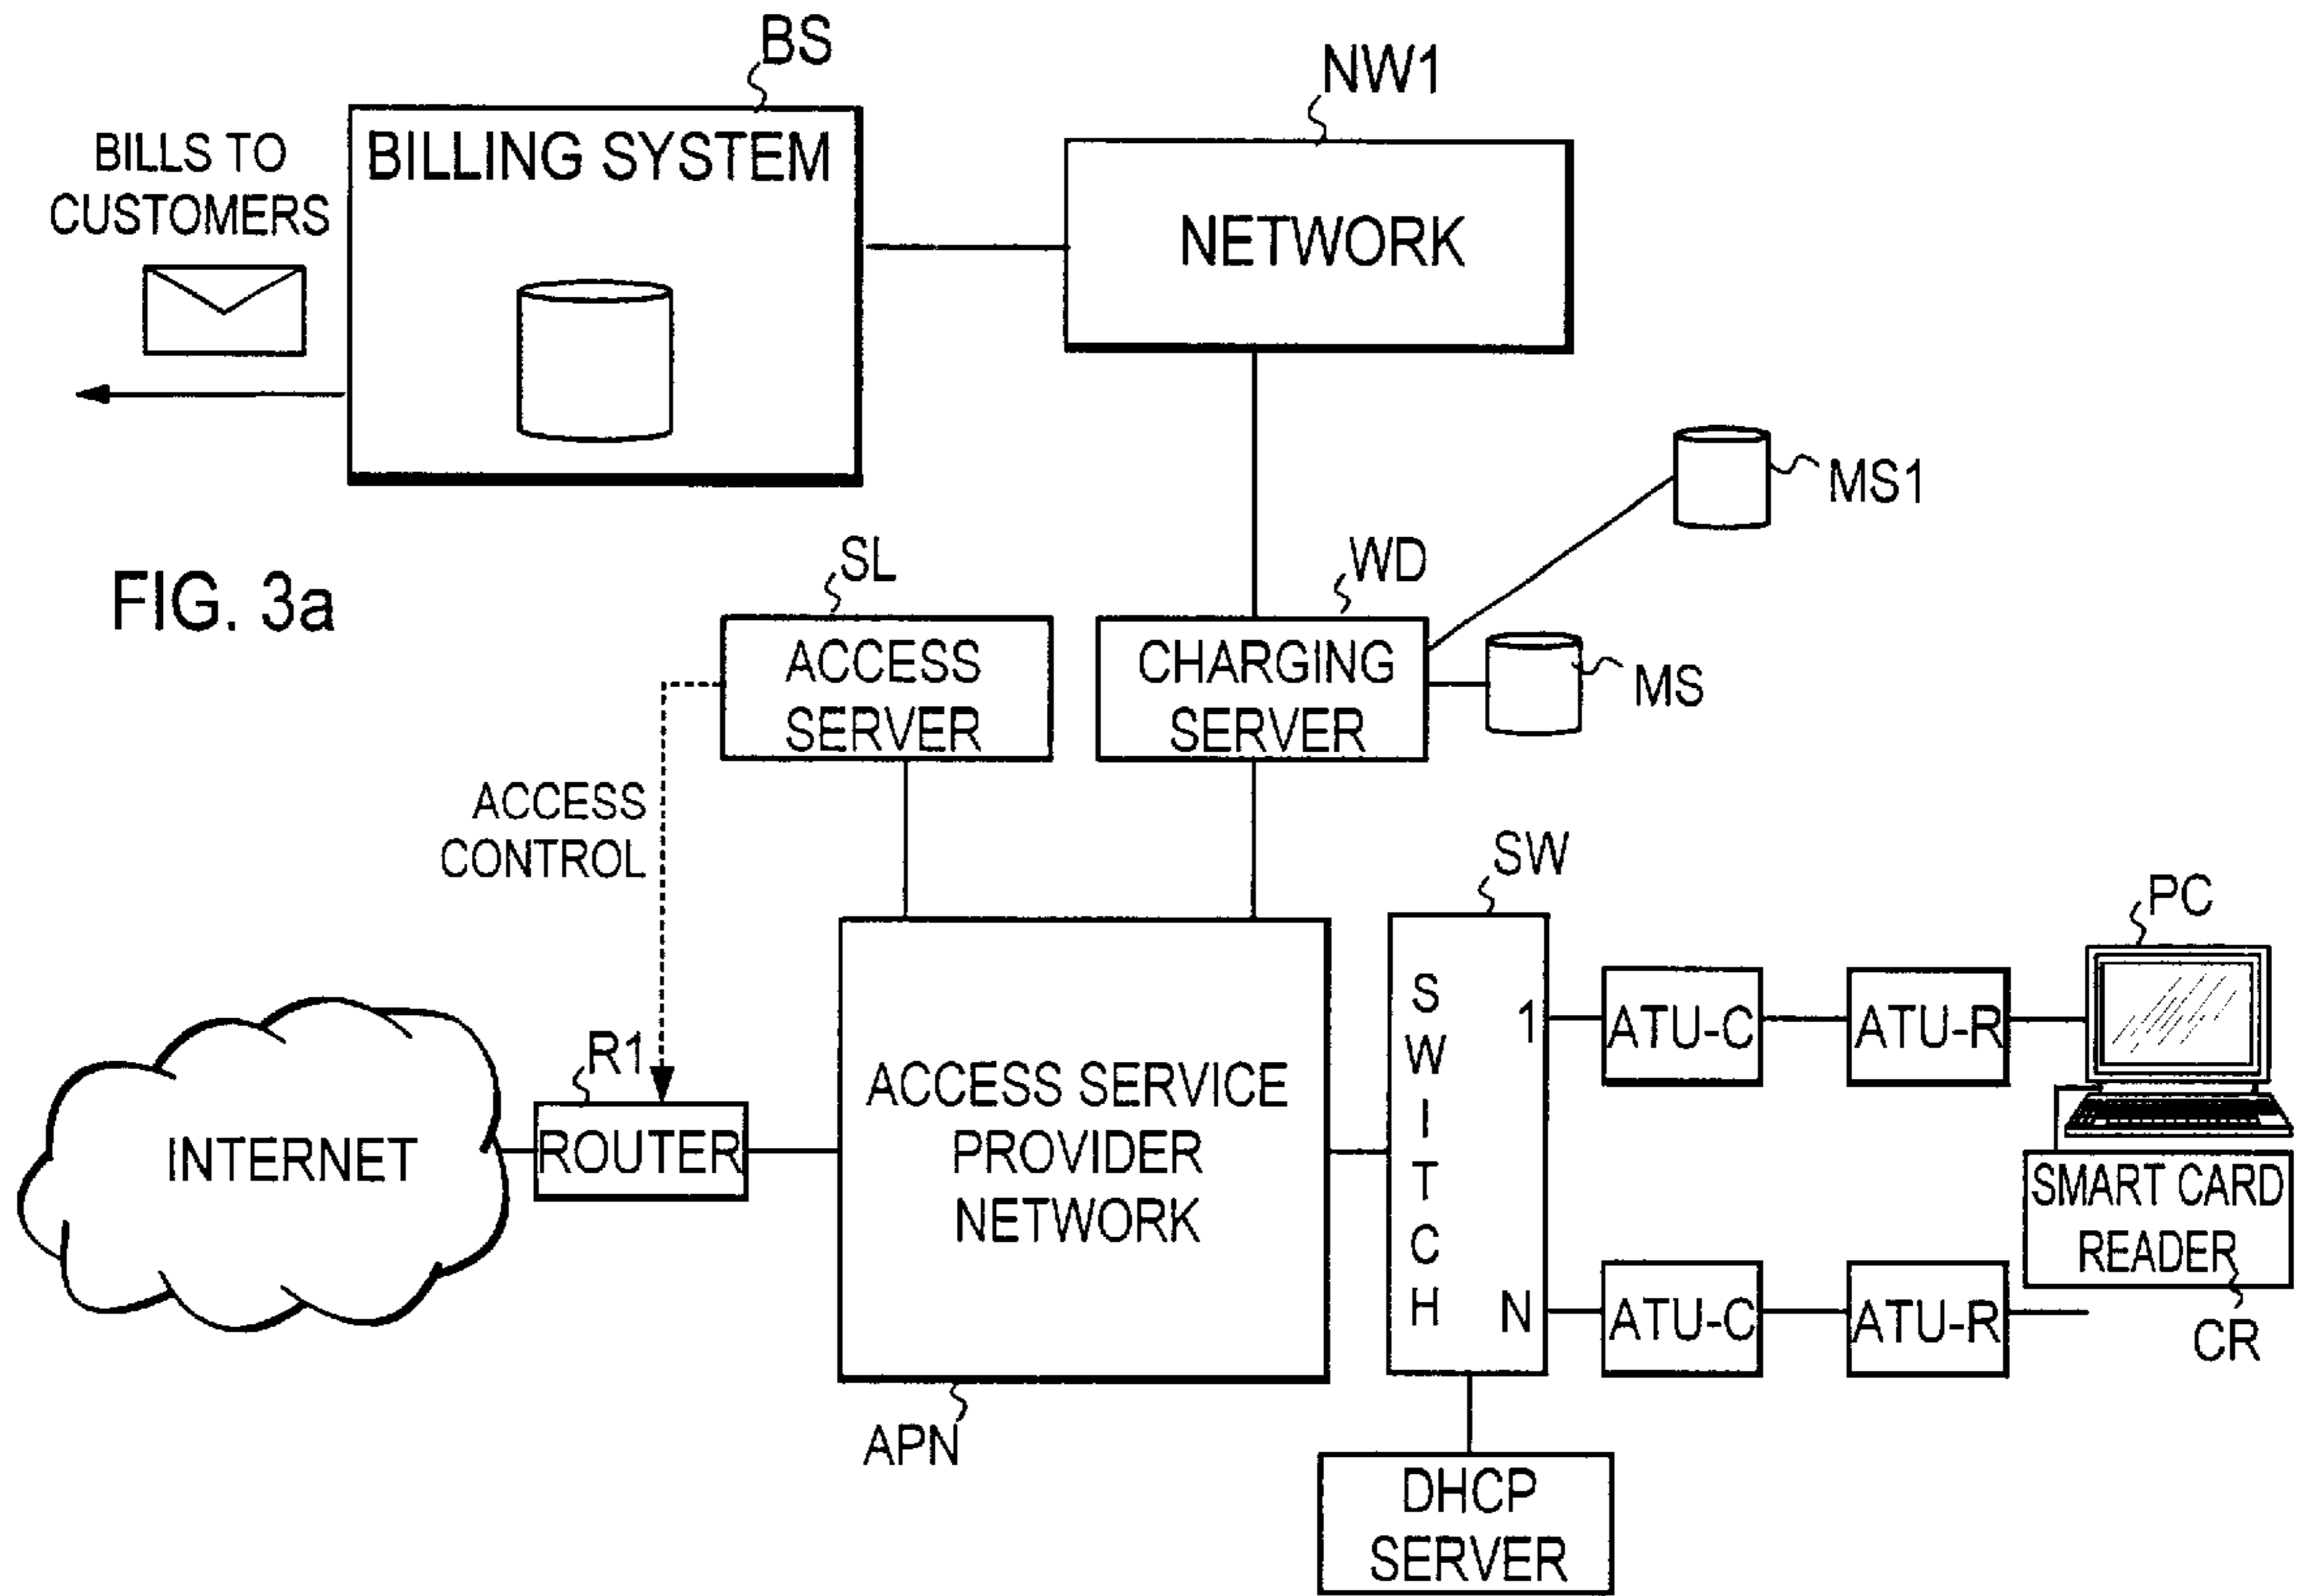 BS
NW1
BILLS TO
CUSTOMERS
BILLING SYSTEM
NETWORK
MS1
FIG. 3a
SL
WD
ACCESS
SERVER
CHARGING
SERVER
MS
ACCESS
CONTROL
SW
PC
R1
INTERNET
ROUTER
ACCESS SERVICE
PROVIDER
NETWORK
SWITCH
1
N
ATU-C
ATU-R
SMART CARD
READER
ATU-C
ATU-R
CR
APN
DHCP
SERVER